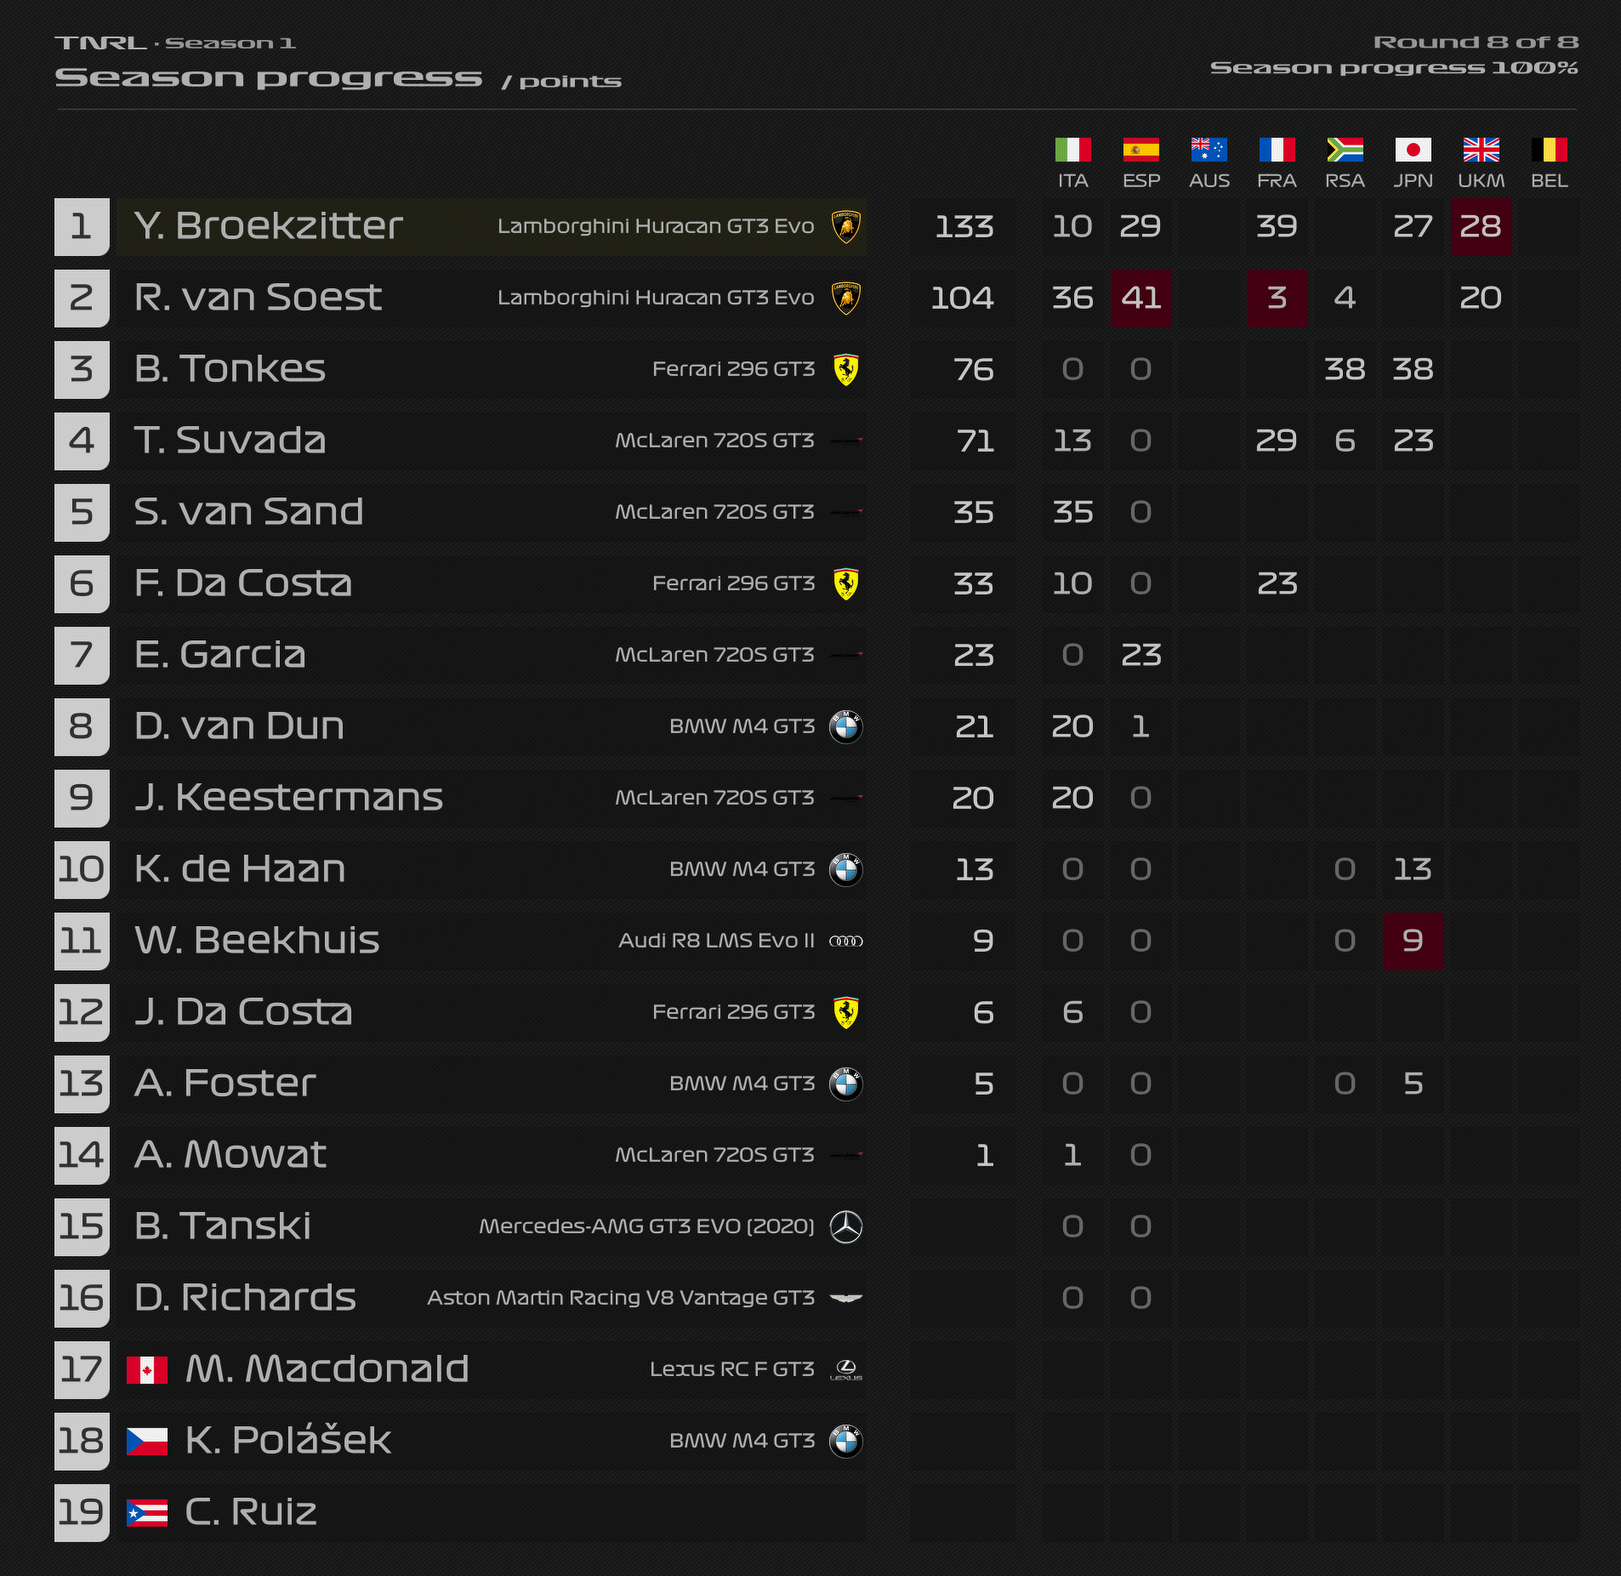 TNRL · Season 1
Round 8 of 8
Season progress / points
Season progress 100%
ITA ESP AUS FRA RSA JPN UKM BEL
1 Y. Broekzitter Lamborghini Huracan GT3 Evo 133 10 29 39 27 28
2 R. van Soest Lamborghini Huracan GT3 Evo 104 36 41 3 4 20
3 B. Tonkes Ferrari 296 GT3 76 0 0 38 38
4 T. Suvada McLaren 720S GT3 71 13 0 29 6 23
5 S. van Sand McLaren 720S GT3 35 35 0
6 F. Da Costa Ferrari 296 GT3 33 10 0 23
7 E. Garcia McLaren 720S GT3 23 0 23
8 D. van Dun BMW M4 GT3 21 20 1
9 J. Keestermans McLaren 720S GT3 20 20 0
10 K. de Haan BMW M4 GT3 13 0 0 0 13
11 W. Beekhuis Audi R8 LMS Evo II 9 0 0 0 9
12 J. Da Costa Ferrari 296 GT3 6 6 0
13 A. Foster BMW M4 GT3 5 0 0 0 5
14 A. Mowat McLaren 720S GT3 1 1 0
15 B. Tanski Mercedes-AMG GT3 EVO (2020) 0 0
16 D. Richards Aston Martin Racing V8 Vantage GT3 0 0
17 M. Macdonald Lexus RC F GT3 LEXUS
18 K. Polášek BMW M4 GT3
19 C. Ruiz